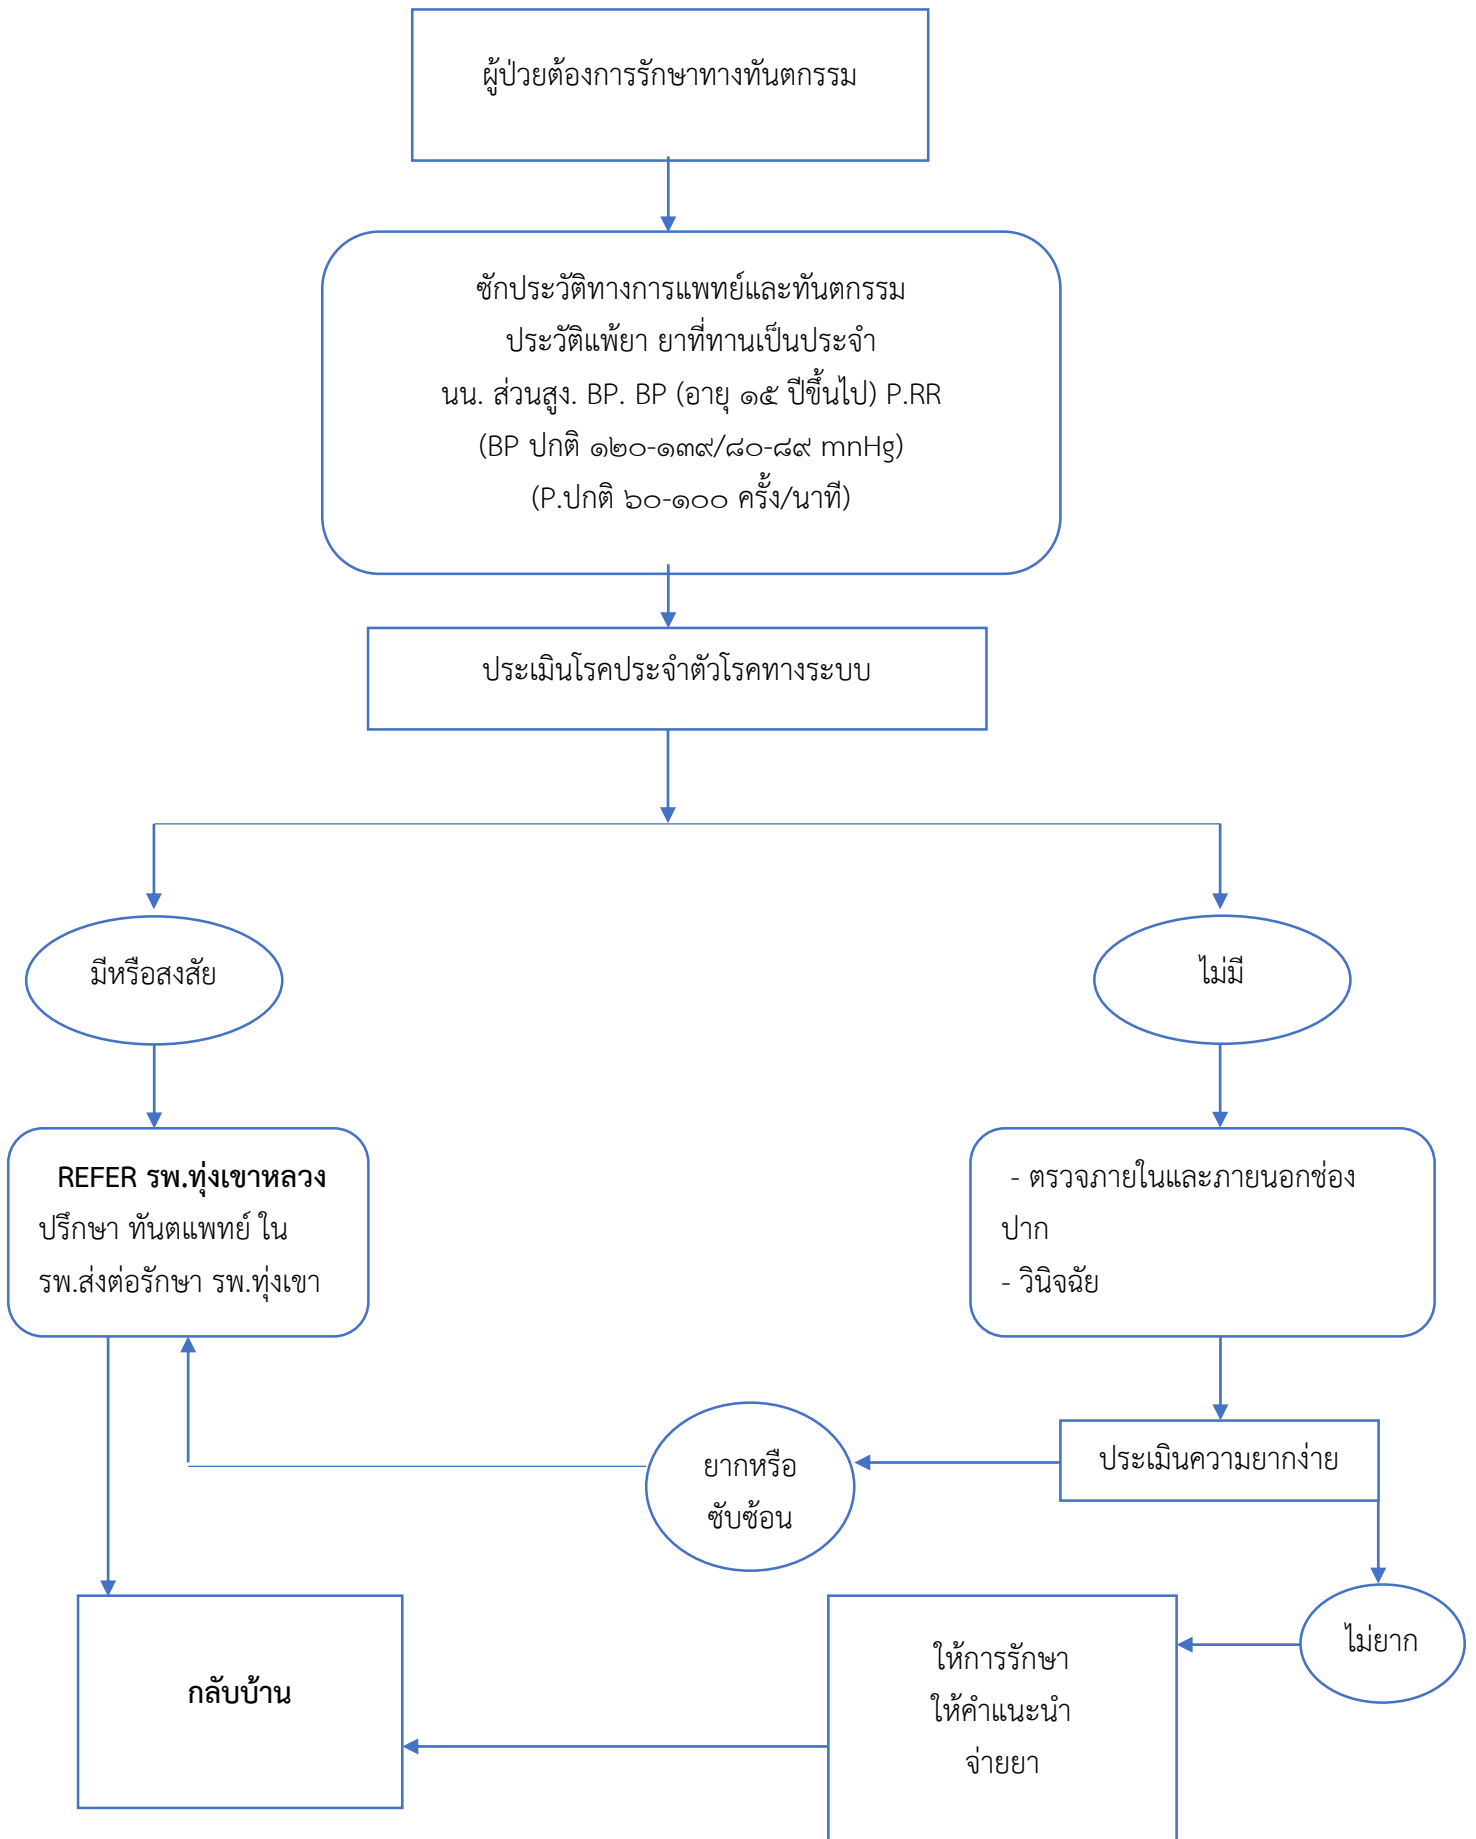 ผู้ป่วยต้องการรักษาทางทันตกรรม
ซักประวัติทางการแพทย์และทันตกรรม
ประวัติแพ้ยา ยาที่ทานเป็นประจำ
นน. ส่วนสูง. BP. BP (อายุ ๑๕ ปีขึ้นไป) P.RR
(BP ปกติ ๑๒๐-๑๓๙/๘๐-๘๙ mnHg)
(P.ปกติ ๖๐-๑๐๐ ครั้ง/นาที)
ประเมินโรคประจำตัวโรคทางระบบ
มีหรือสงสัย
ไม่มี
REFER รพ.ทุ่งเขาหลวง
ปรึกษา ทันตแพทย์ ใน
รพ.ส่งต่อรักษา รพ.ทุ่งเขา
- ตรวจภายในและภายนอกช่อง
ปาก
- วินิจฉัย
ประเมินความยากง่าย
ยากหรือ
ซับซ้อน
ไม่ยาก
ให้การรักษา
ให้คำแนะนำ
จ่ายยา
กลับบ้าน